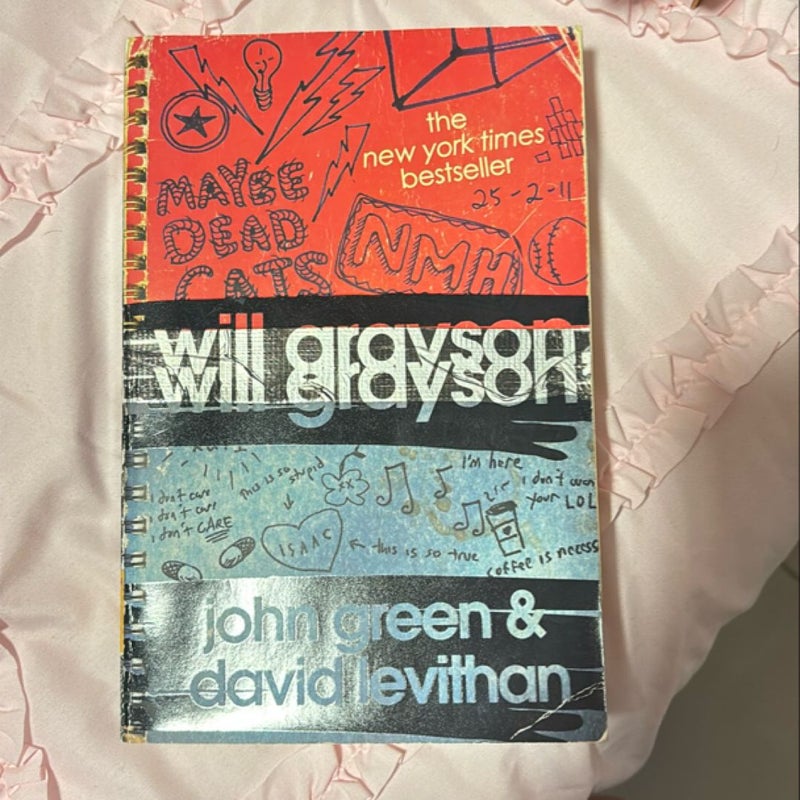 the
new york times
bestseller
25-2-11
MAYBE
DEAD
CATS
NMH
will grayson,
will grayson
I'm here
this is so stupid
i don't care
i don't care
i don't CARE
i don't
your LOL
ISAAC
this is so true
coffee is
john green &
david levithan